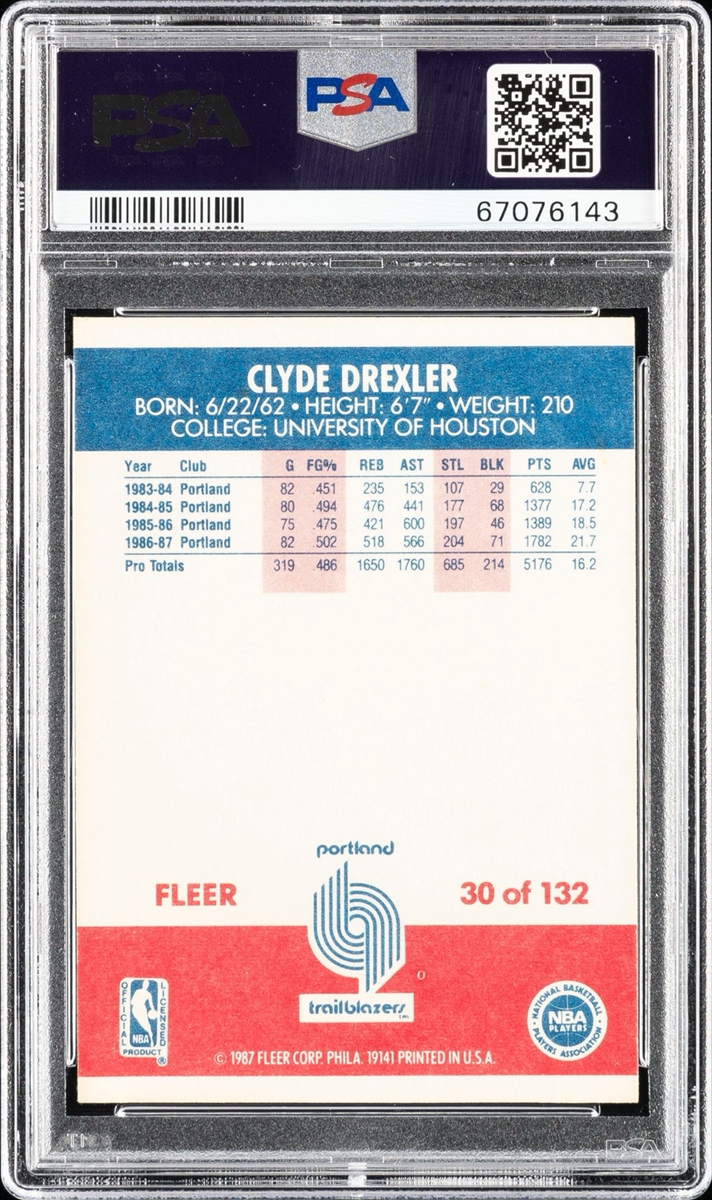 PSA
PSA
67076143
CLYDE DREXLER
BORN: 6/22/62 • HEIGHT: 6'7" • WEIGHT: 210
COLLEGE: UNIVERSITY OF HOUSTON
Year Club G FG% REB AST STL BLK PTS AVG
1983-84 Portland 82 .451 235 153 107 29 628 7.7
1984-85 Portland 80 .494 476 441 177 68 1377 17.2
1985-86 Portland 75 .475 421 600 197 46 1389 18.5
1986-87 Portland 82 .502 518 566 204 71 1782 21.7
Pro Totals 319 .486 1650 1760 685 214 5176 16.2
portland
FLEER
30 of 132
trailblazers
OFFICIAL LICENSED
NBA
PRODUCT ®
NATIONAL BASKETBALL
NBA
PLAYERS
PLAYERS ASSOCIATION
© 1987 FLEER CORP. PHILA. 19141 PRINTED IN U.S.A.
PSA